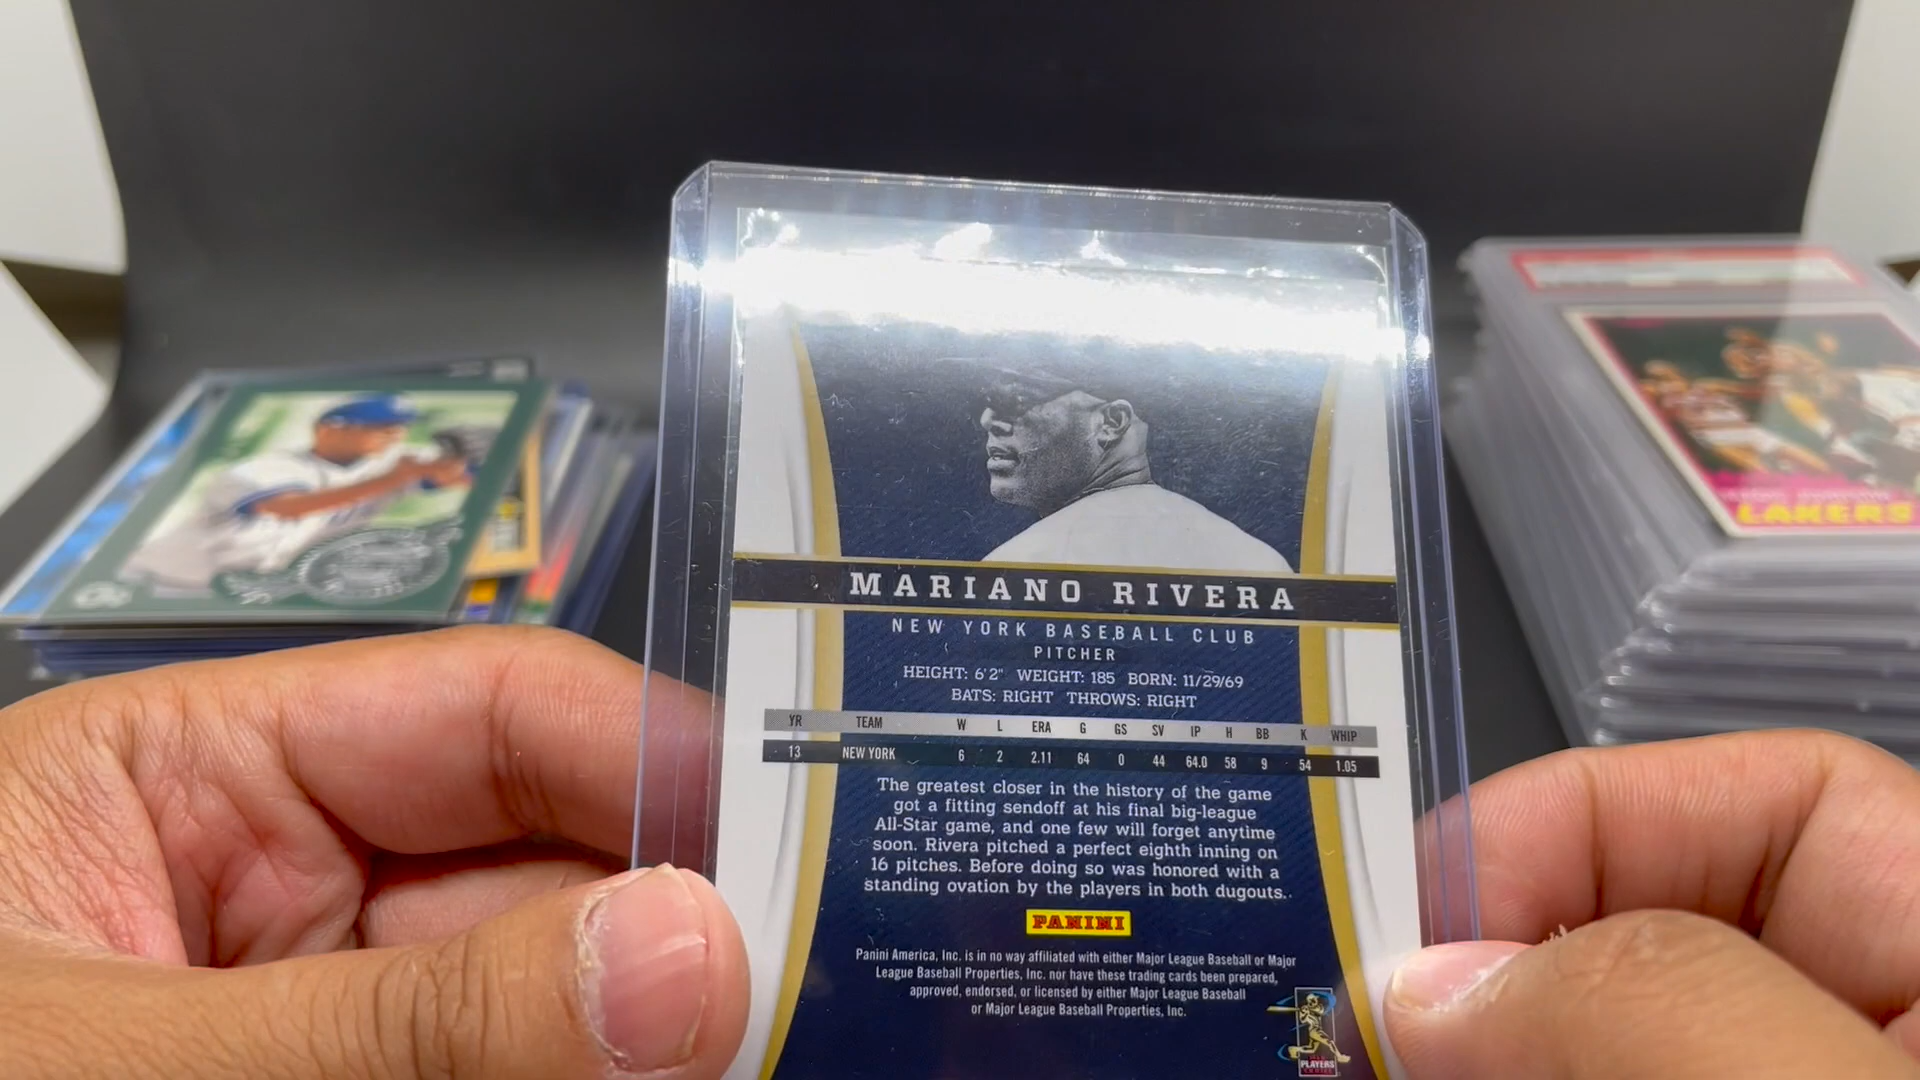 MARIANO RIVERA
NEW YORK BASEBALL CLUB
PITCHER
HEIGHT: 6'2" WEIGHT: 185 BORN: 11/29/69
BATS: RIGHT THROWS: RIGHT
YR TEAM W L ERA G GS SV IP H BB K WHIP
13 NEW YORK 6 2 2.11 64 0 44 64.0 58 9 54 1.05
The greatest closer in the history of the game
got a fitting sendoff at his final big-league
All-Star game, and one few will forget anytime
soon. Rivera pitched a perfect eighth inning on
16 pitches. Before doing so was honored with a
standing ovation by the players in both dugouts.
PANINI
Panini America, Inc. is in no way affiliated with either Major League Baseball or Major
League Baseball Properties, Inc. nor have these trading cards been prepared,
approved, endorsed, or licensed by either Major League Baseball
or Major League Baseball Properties, Inc.
PLAYERS
LAKERS